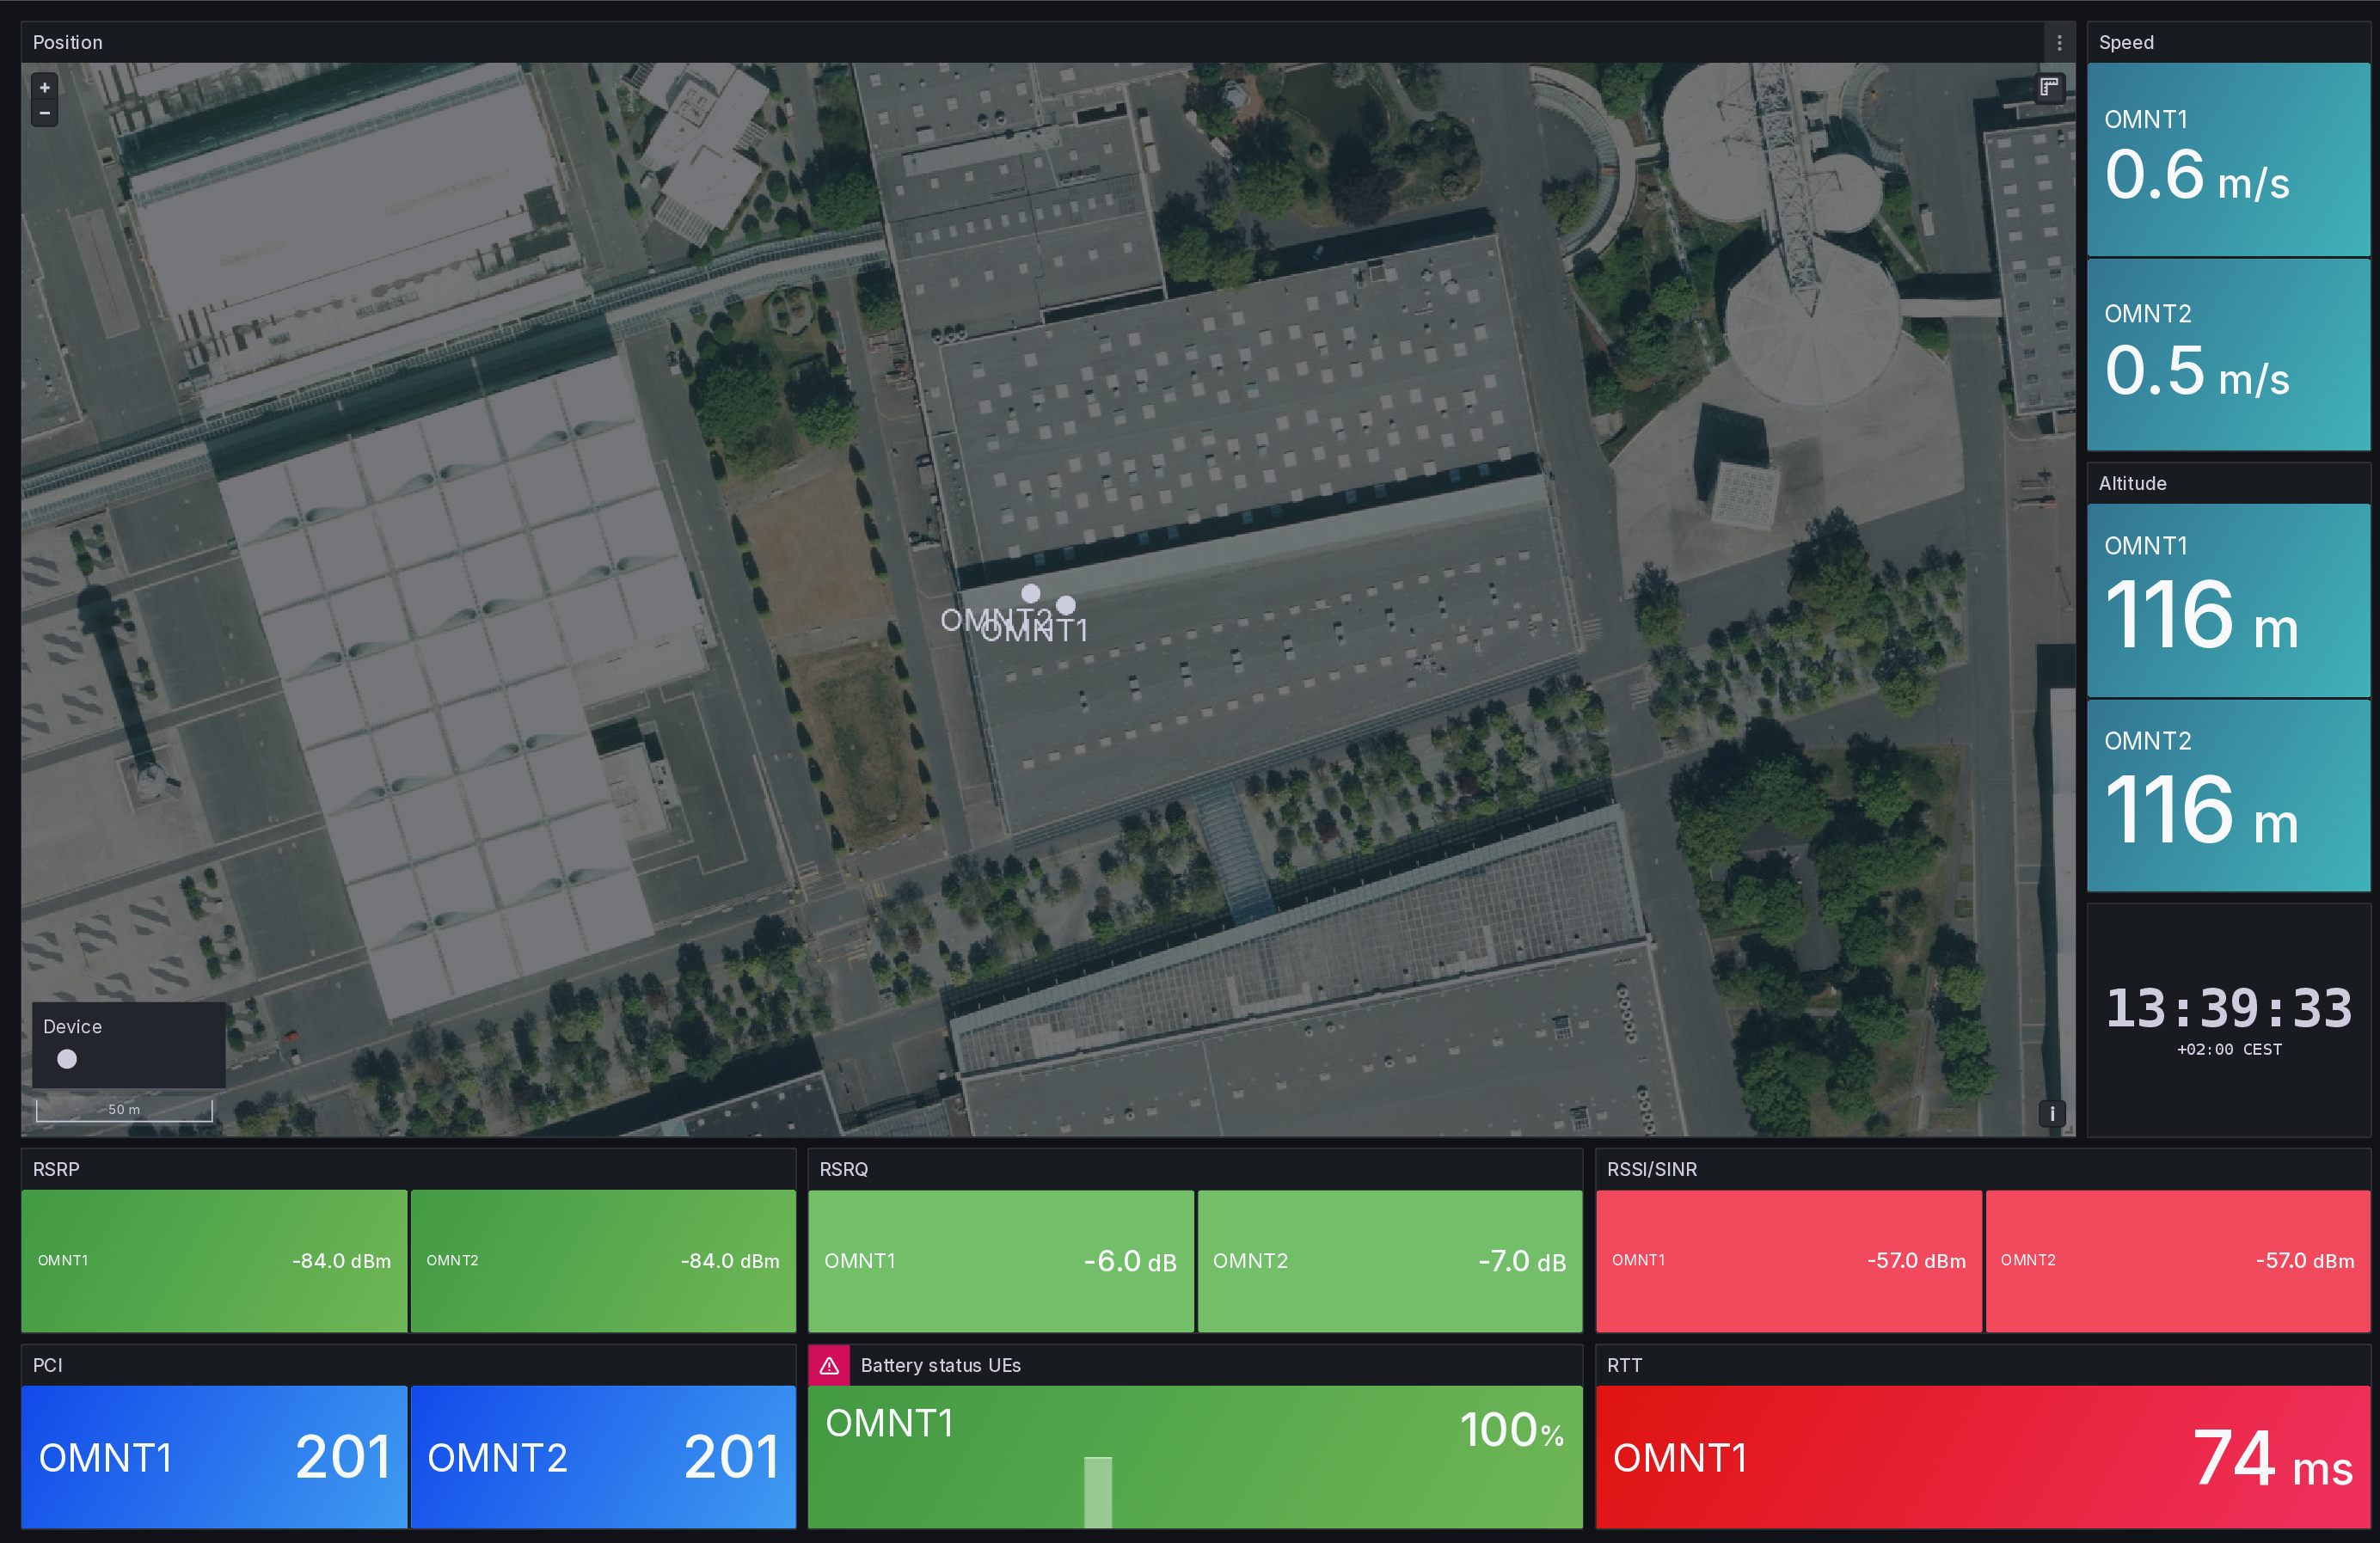 Position
+
−
OMNT2
OMNT1
Device
50 m
i
Speed
OMNT1
0.6 m/s
OMNT2
0.5 m/s
Altitude
OMNT1
116 m
OMNT2
116 m
13:39:33
+02:00 CEST
RSRP
OMNT1 -84.0 dBm
OMNT2 -84.0 dBm
RSRQ
OMNT1 -6.0 dB
OMNT2 -7.0 dB
RSSI/SINR
OMNT1 -57.0 dBm
OMNT2 -57.0 dBm
PCI
OMNT1 201
OMNT2 201
Battery status UEs
OMNT1 100%
RTT
OMNT1 74 ms